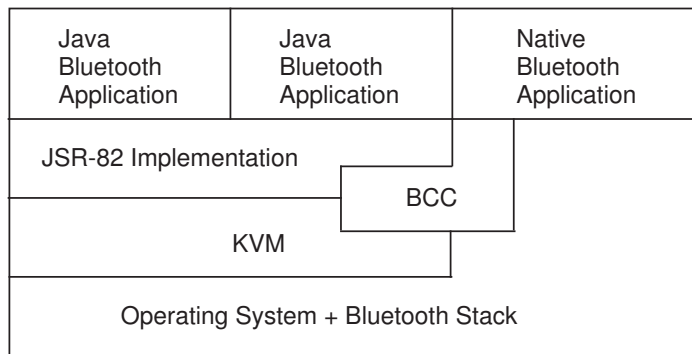 Java
Bluetooth
Application
Java
Bluetooth
Application
Native
Bluetooth
Application
JSR-82 Implementation
BCC
KVM
Operating System + Bluetooth Stack